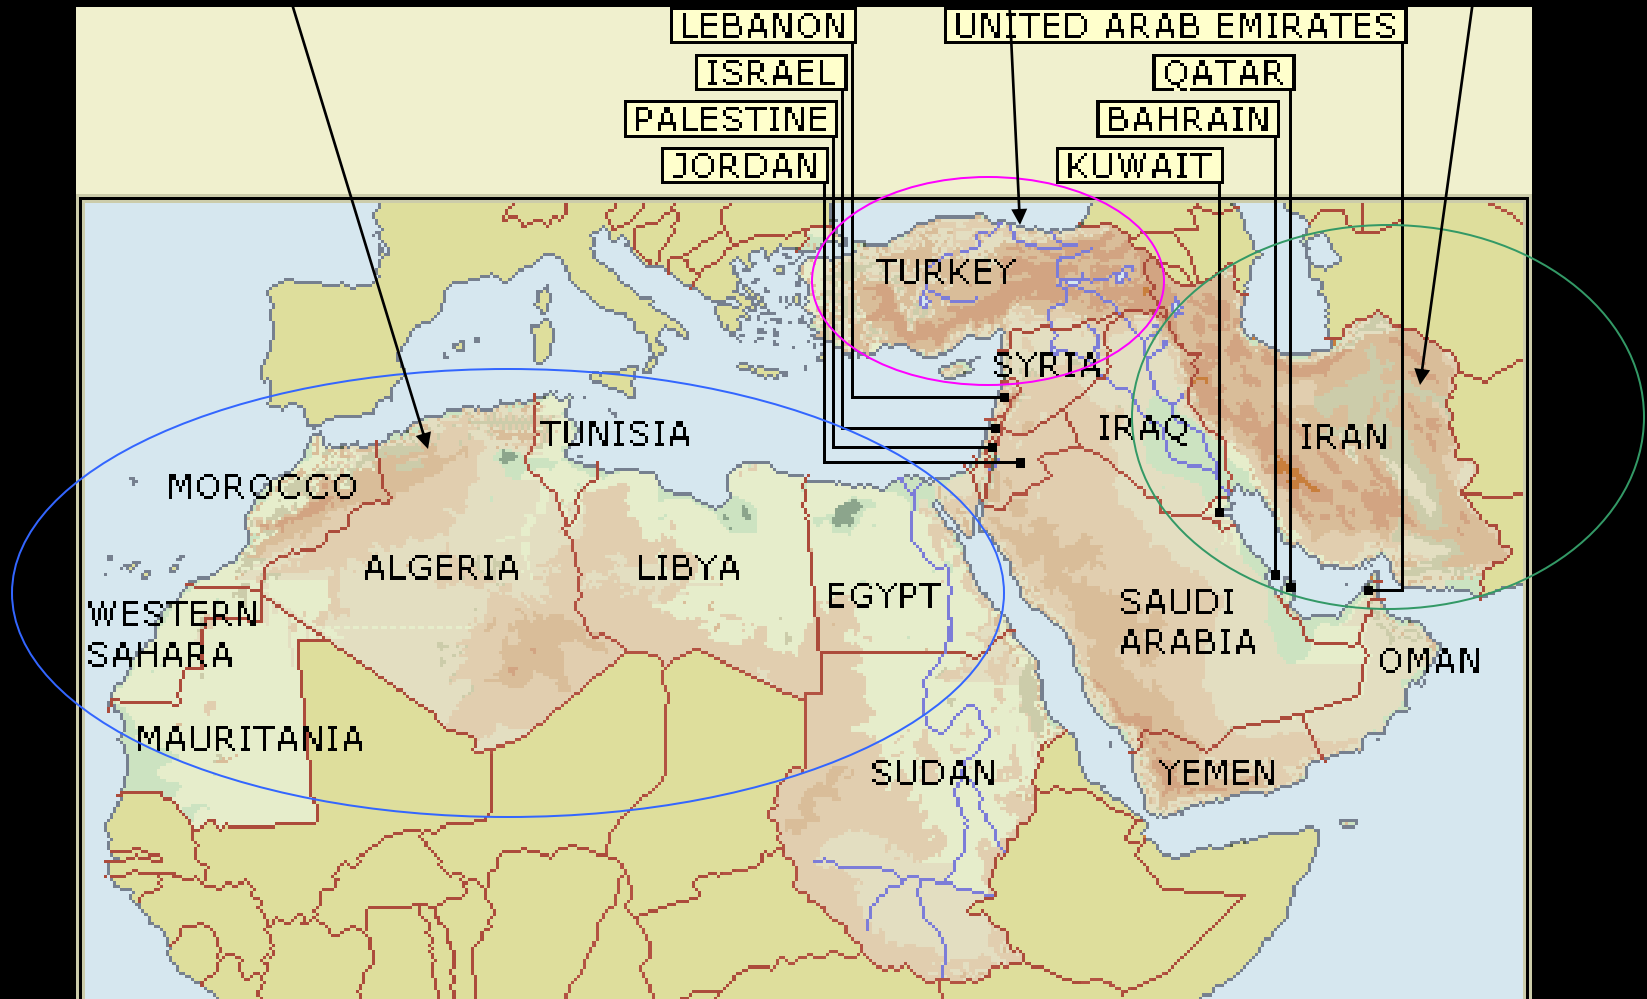 LEBANON
UNITED ARAB EMIRATES
ISRAEL
QATAR
PALESTINE
BAHRAIN
JORDAN
KUWAIT
TURKEY
SYRIA
TUNISIA
IRAQ
IRAN
MOROCCO
ALGERIA
LIBYA
EGYPT
WESTERN
SAHARA
SAUDI
ARABIA
OMAN
MAURITANIA
SUDAN
YEMEN